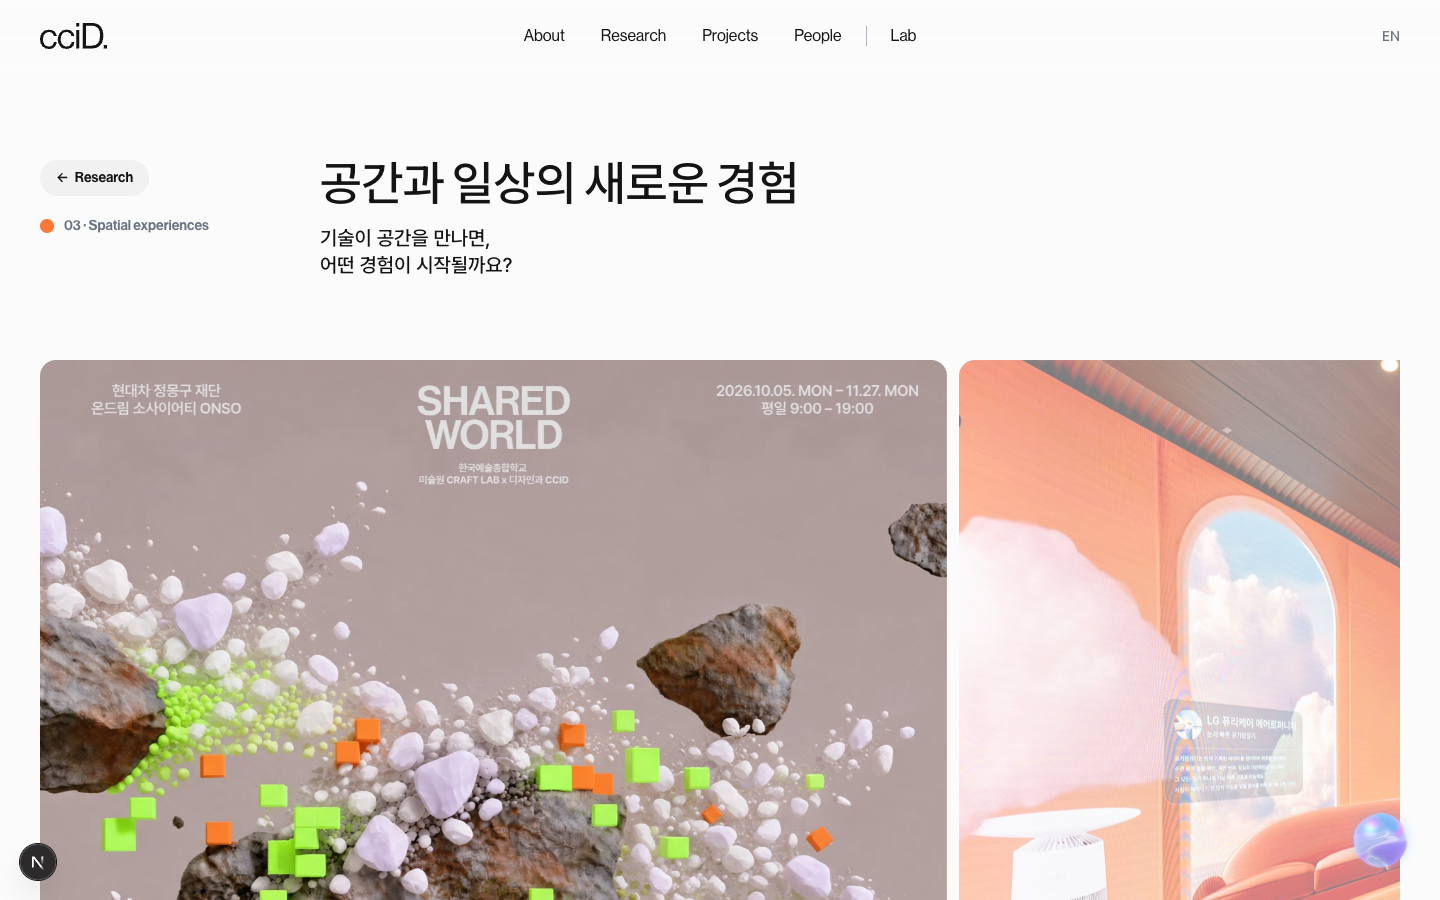 cciD.
About
Research
Projects
People
Lab
EN
← Research
03 · Spatial experiences
공간과 일상의 새로운 경험
기술이 공간을 만나면,
어떤 경험이 시작될까요?
현대차 정몽구 재단
온드림 소사이어티 ONSO
SHARED
WORLD
한국예술종합학교
미술원 CRAFT LAB x 디자인과 CCID
2026.10.05. MON – 11.27. MON
평일 9:00 – 19:00
LG 퓨리케어 에어로퍼니처
N